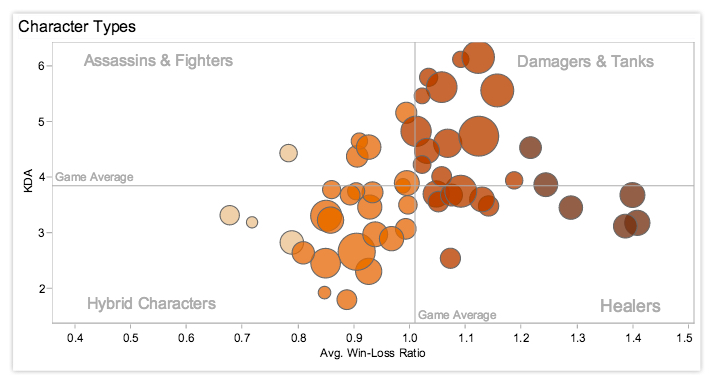 Character Types
Assassins & Fighters
Damagers & Tanks
6
5
4
3
2
KDA
Game Average
Hybrid Characters
Healers
Game Average
0.4 0.5 0.6 0.7 0.8 0.9 1.0 1.1 1.2 1.3 1.4 1.5
Avg. Win-Loss Ratio